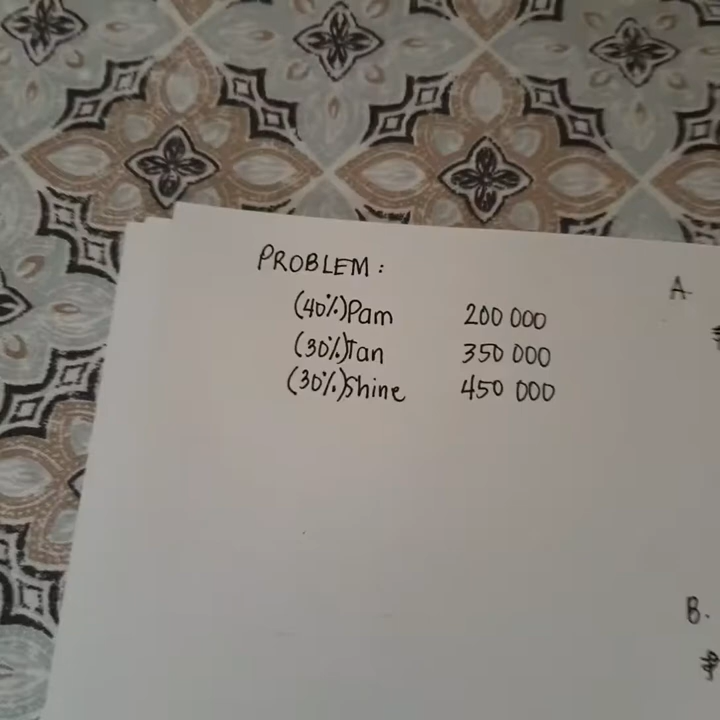 PROBLEM:
(40%)Pam 200 000
(30%)Tan 350 000
(30%)Shine 450 000
A.
B.